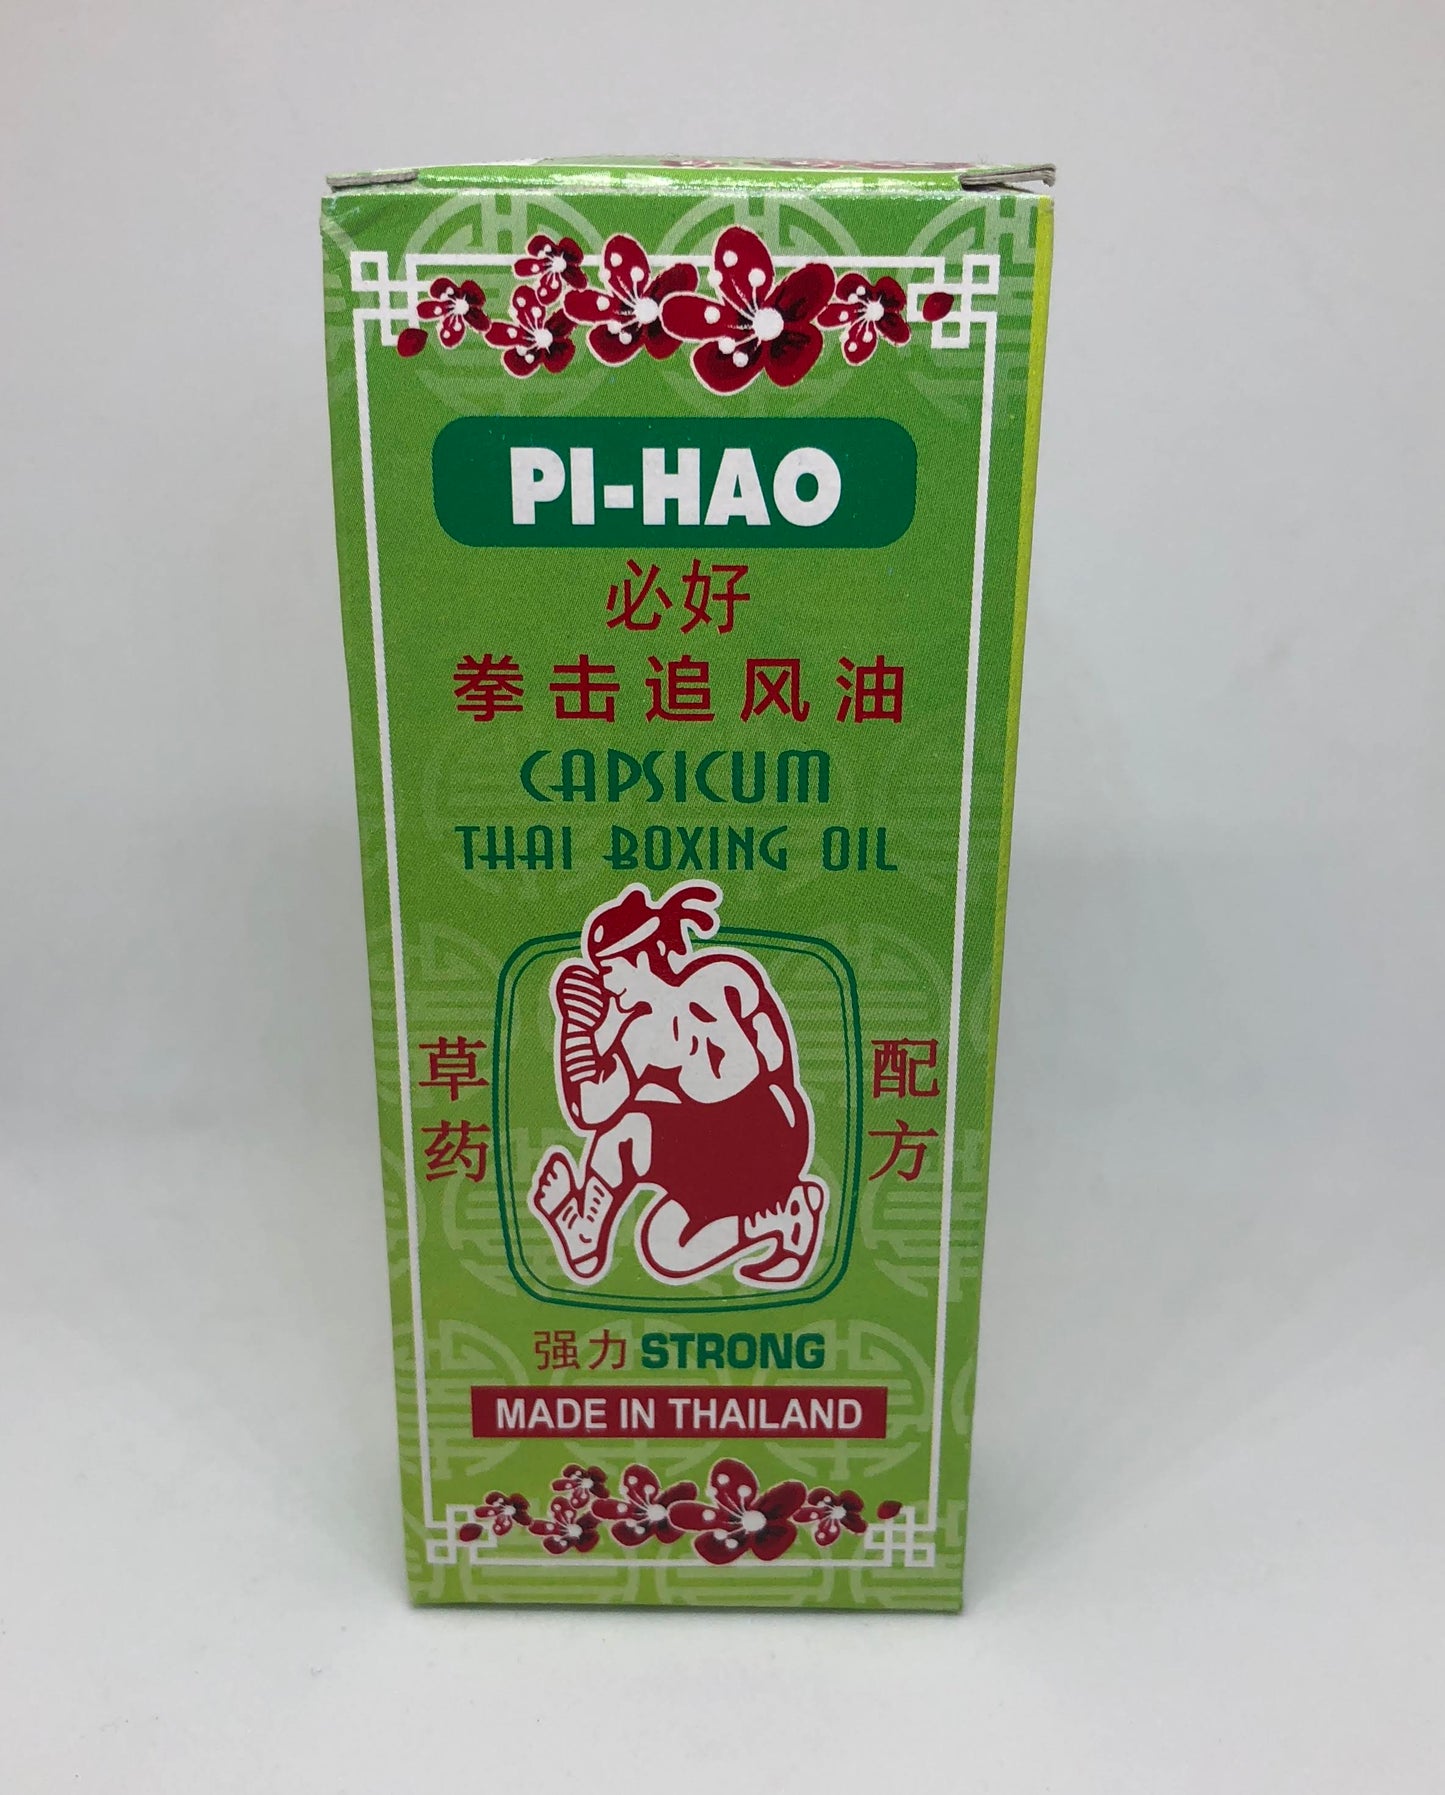 PI-HAO
必好
拳击追风油
CAPSICUM
THAI BOXING OIL
草药
配方
强力 STRONG
MADE IN THAILAND